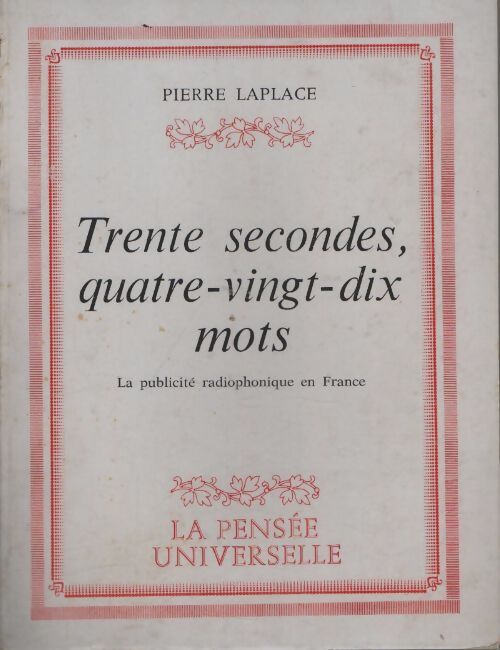 PIERRE LAPLACE
Trente secondes,
quatre-vingt-dix
mots
La publicité radiophonique en France
LA PENSÉE
UNIVERSELLE